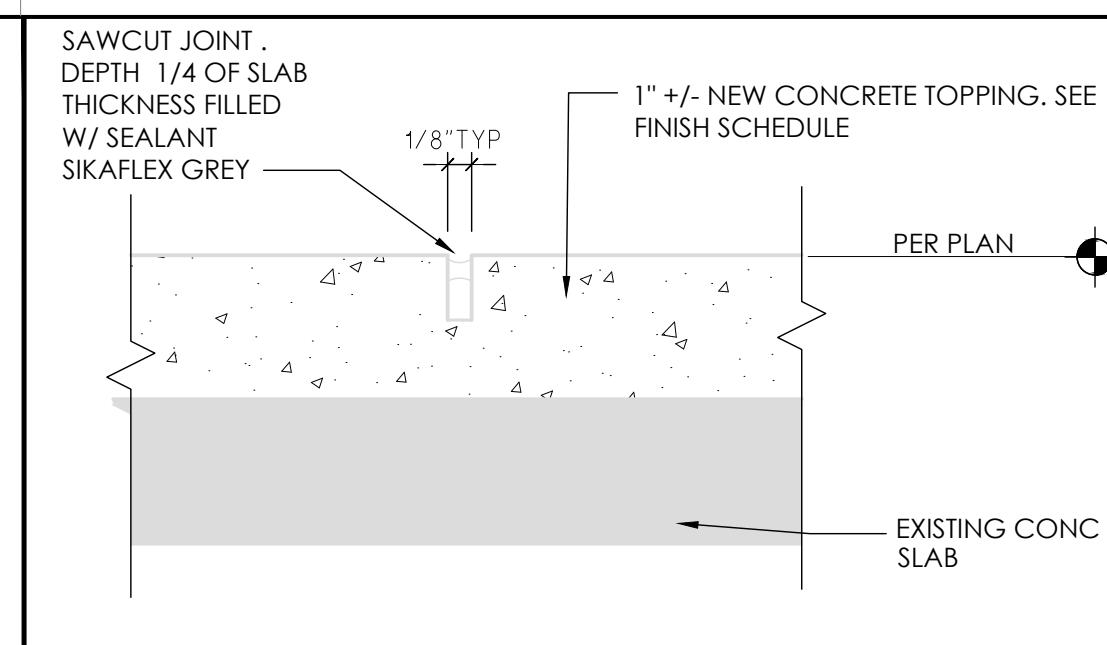 SAWCUT JOINT .
DEPTH 1/4 OF SLAB
THICKNESS FILLED
W/ SEALANT
SIKAFLEX GREY
1/8"TYP
1" +/- NEW CONCRETE TOPPING. SEE
FINISH SCHEDULE
PER PLAN
EXISTING CONC
SLAB